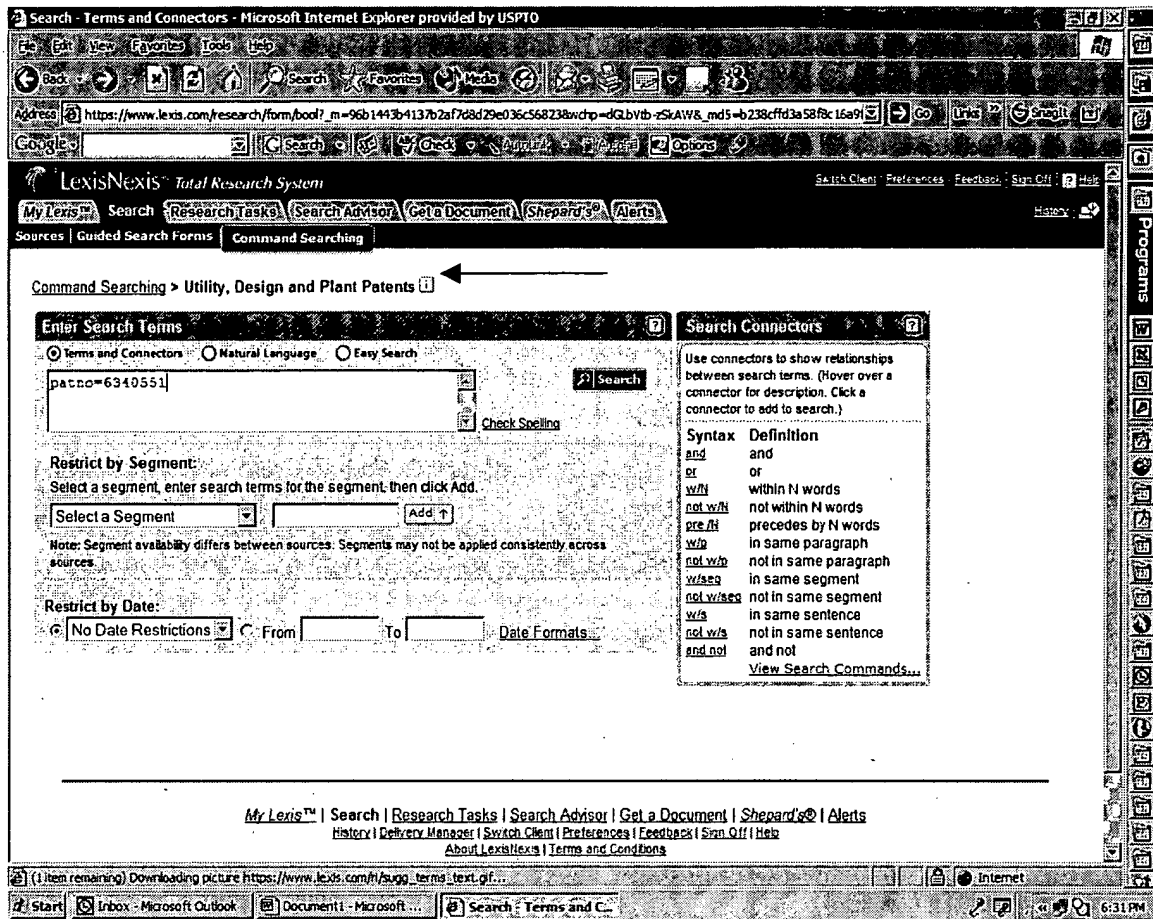 Search - Terms and Connectors - Microsoft Internet Explorer provided by USPTO
File Edit View Favorites Tools Help
Back Search Favorites Media
Address https://www.lexis.com/research/form/bool?_m=96b1443b4137b2af7d8d29e036c56823&wchp=dGLbVtb-zSkAW&_md5=b238cffd3a58f8c16a9 Go Links SnagIt
Google Search Check AutoLink Options
LexisNexis™ Total Research System
Switch Client | Preferences | Feedback | Sign Off | ? Help
My Lexis™ Search Research Tasks Search Advisor Get a Document Shepard's® Alerts
History
Sources | Guided Search Forms | Command Searching
Command Searching > Utility, Design and Plant Patents i
Enter Search Terms ?
Terms and Connectors Natural Language Easy Search
patno=6340551
Search
Check Spelling
Restrict by Segment:
Select a segment, enter search terms for the segment, then click Add.
Select a Segment Add ↑
Note: Segment availability differs between sources. Segments may not be applied consistently across
sources.
Restrict by Date:
No Date Restrictions From To Date Formats...
Search Connectors ?
Use connectors to show relationships
between search terms. (Hover over a
connector for description. Click a
connector to add to search.)
Syntax Definition
and and
or or
w/N within N words
not w/N not within N words
pre /N precedes by N words
w/p in same paragraph
not w/p not in same paragraph
w/seg in same segment
not w/seg not in same segment
w/s in same sentence
not w/s not in same sentence
and not and not
View Search Commands...
My Lexis™ | Search | Research Tasks | Search Advisor | Get a Document | Shepard's® | Alerts
History | Delivery Manager | Switch Client | Preferences | Feedback | Sign Off | Help
About LexisNexis | Terms and Conditions
(1 item remaining) Downloading picture https://www.lexis.com/ri/sugg_terms_text.gif... Internet
Start Inbox - Microsoft Outlook Document1 - Microsoft ... Search - Terms and C... 6:31 PM
Programs